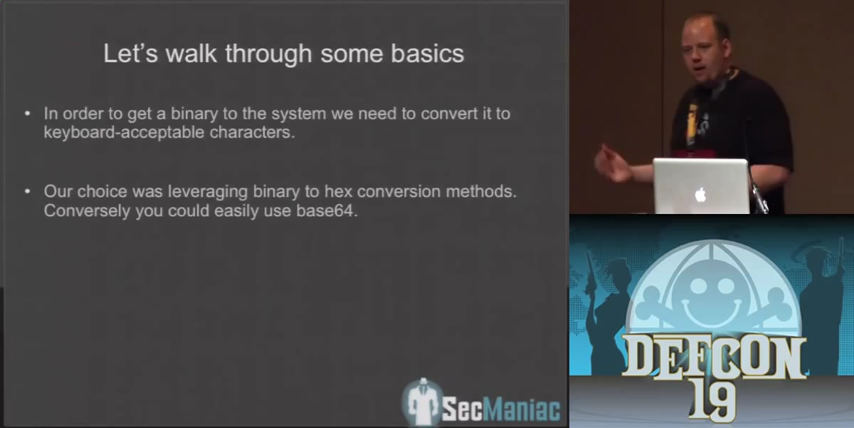 Let's walk through some basics
• In order to get a binary to the system we need to convert it to
keyboard-acceptable characters.
• Our choice was leveraging binary to hex conversion methods.
Conversely you could easily use base64.
SecManiac
DEFCON
19